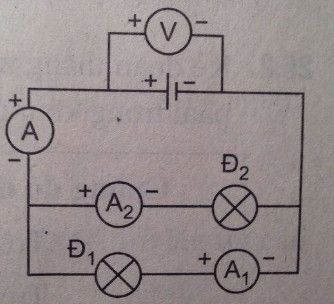 + V −
+ −
+
A
−
Đ2
+ A2 −
Đ1
+ A1 −